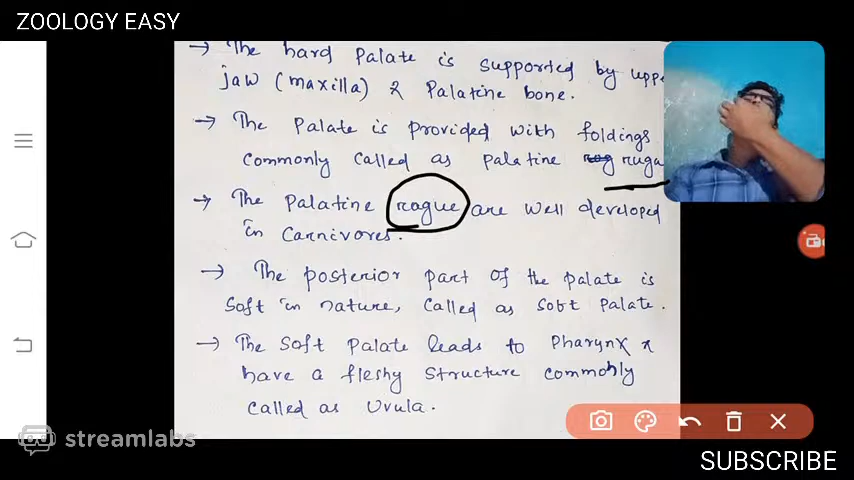 ZOOLOGY EASY
→ The hard Palate is supported by uppe
jaw (maxilla) & Palatine bone.
→ The Palate is provided with foldings
commonly called as palatine ruga
→ The Palatine reague are well developed
in Carnivores.
→ The posterior part of the palate is
Soft in nature, Called as Soft Palate.
→ The Soft Palate leads to Pharynx &
have a fleshy structure commonly
called as Uvula.
streamlabs
SUBSCRIBE